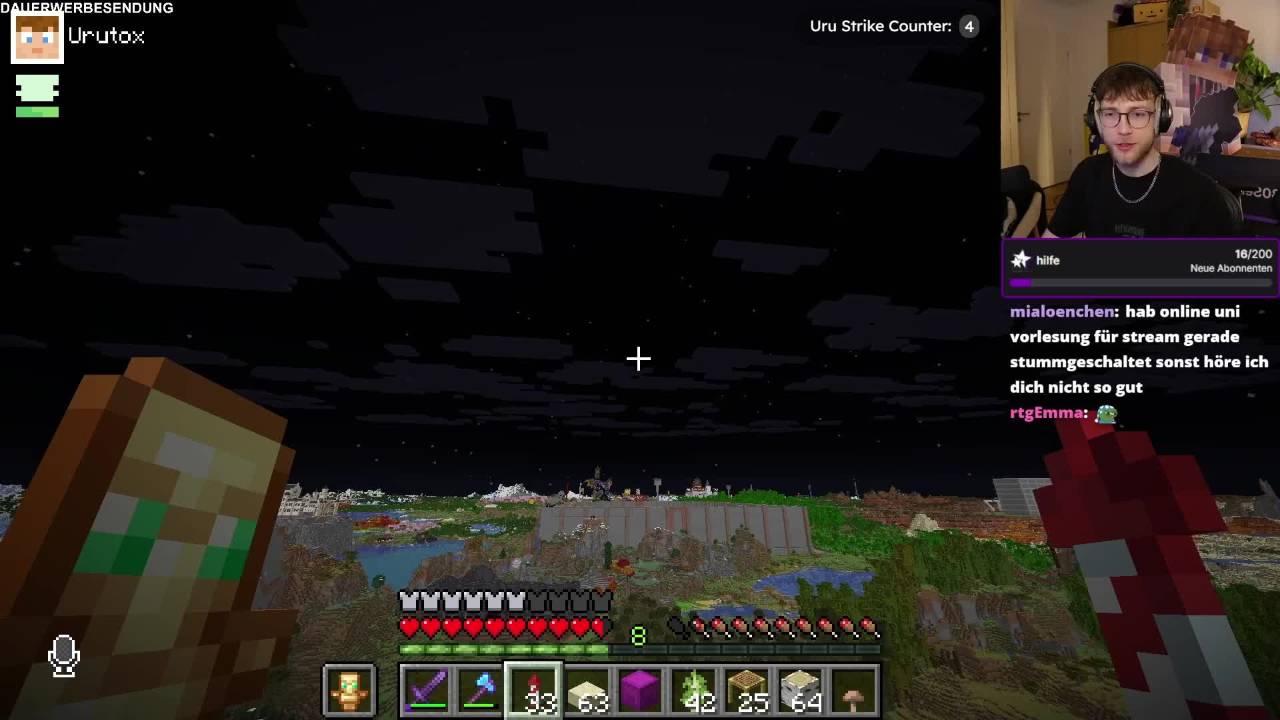 DAUERWERBESENDUNG
Urutox
Uru Strike Counter: 4
hilfe
16/200
Neue Abonnenten
mialoenchen: hab online uni
vorlesung für stream gerade
stummgeschaltet sonst höre ich
dich nicht so gut
rtgEmma:
8
33
63
42
25
64